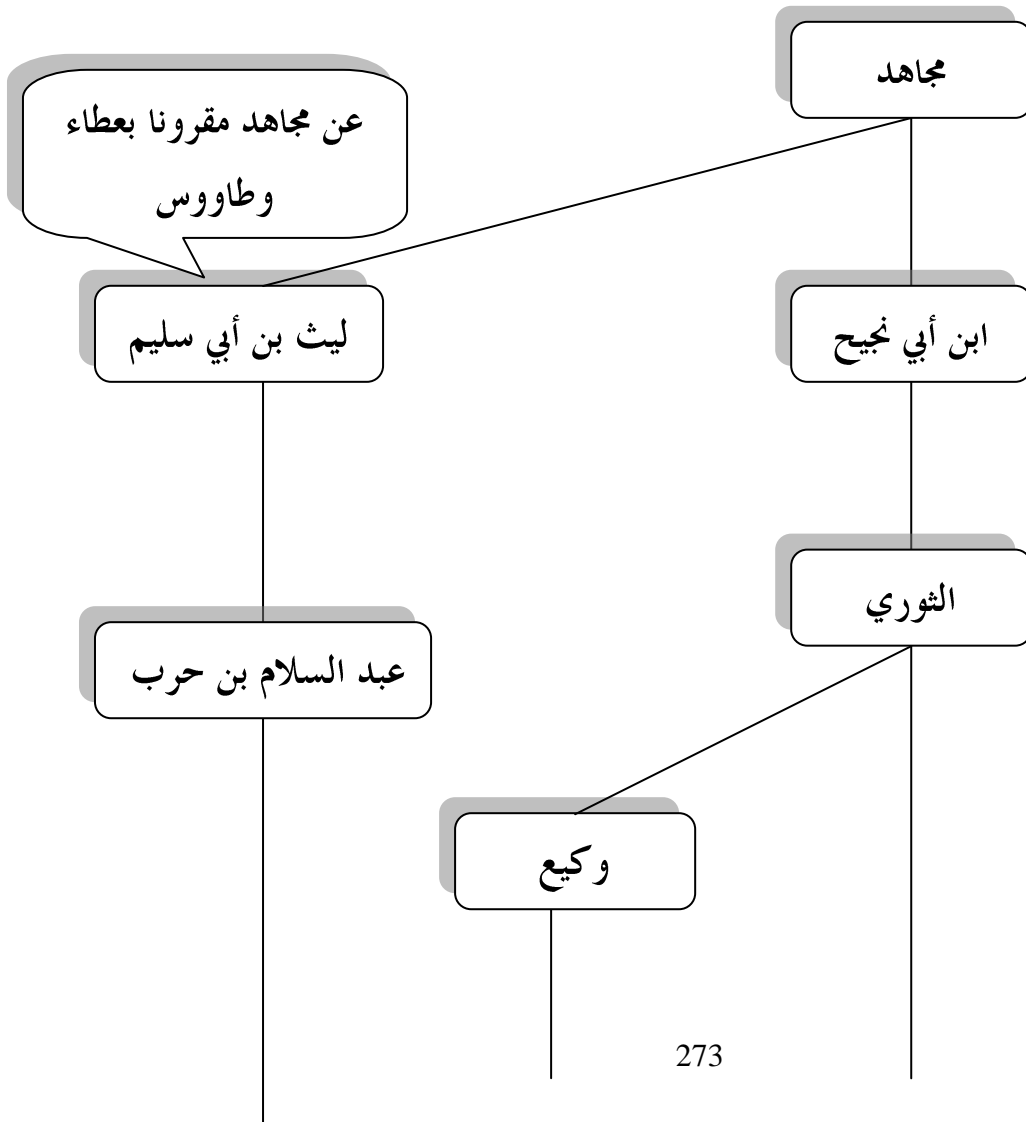 مجاهد
عن مجاهد مقرونا بعطاء
وطاووس
ابن أبي نجيح
ليث بن أبي سليم
الثوري
عبد السلام بن حرب
وكيع
273